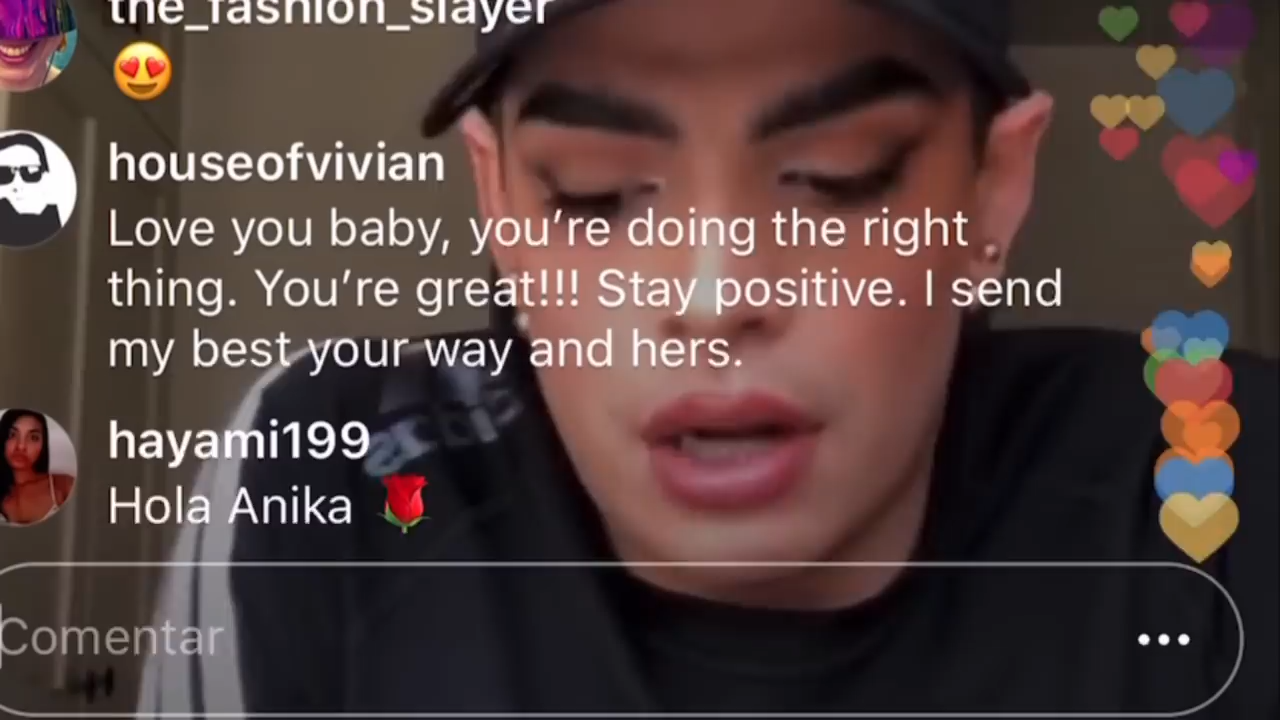 the_fashion_slayer
😍
houseofvivian
Love you baby, you’re doing the right
thing. You’re great!!! Stay positive. I send
my best your way and hers.
hayami199
Hola Anika 🌹
Comentar